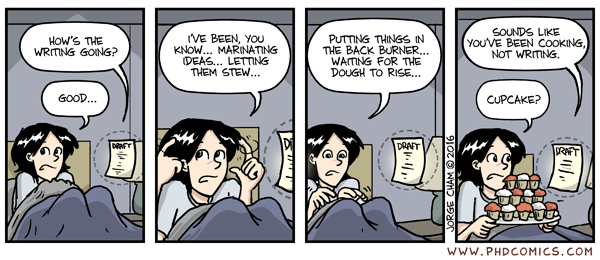 HOW'S THE
WRITING GOING?
GOOD...
DRAFT
I'VE BEEN, YOU
KNOW... MARINATING
IDEAS... LETTING
THEM STEW...
PUTTING THINGS IN
THE BACK BURNER...
WAITING FOR THE
DOUGH TO RISE...
DRAFT
JORGE CHAM © 2016
SOUNDS LIKE
YOU'VE BEEN COOKING,
NOT WRITING.
CUPCAKE?
DRAFT
WWW.PHDCOMICS.COM